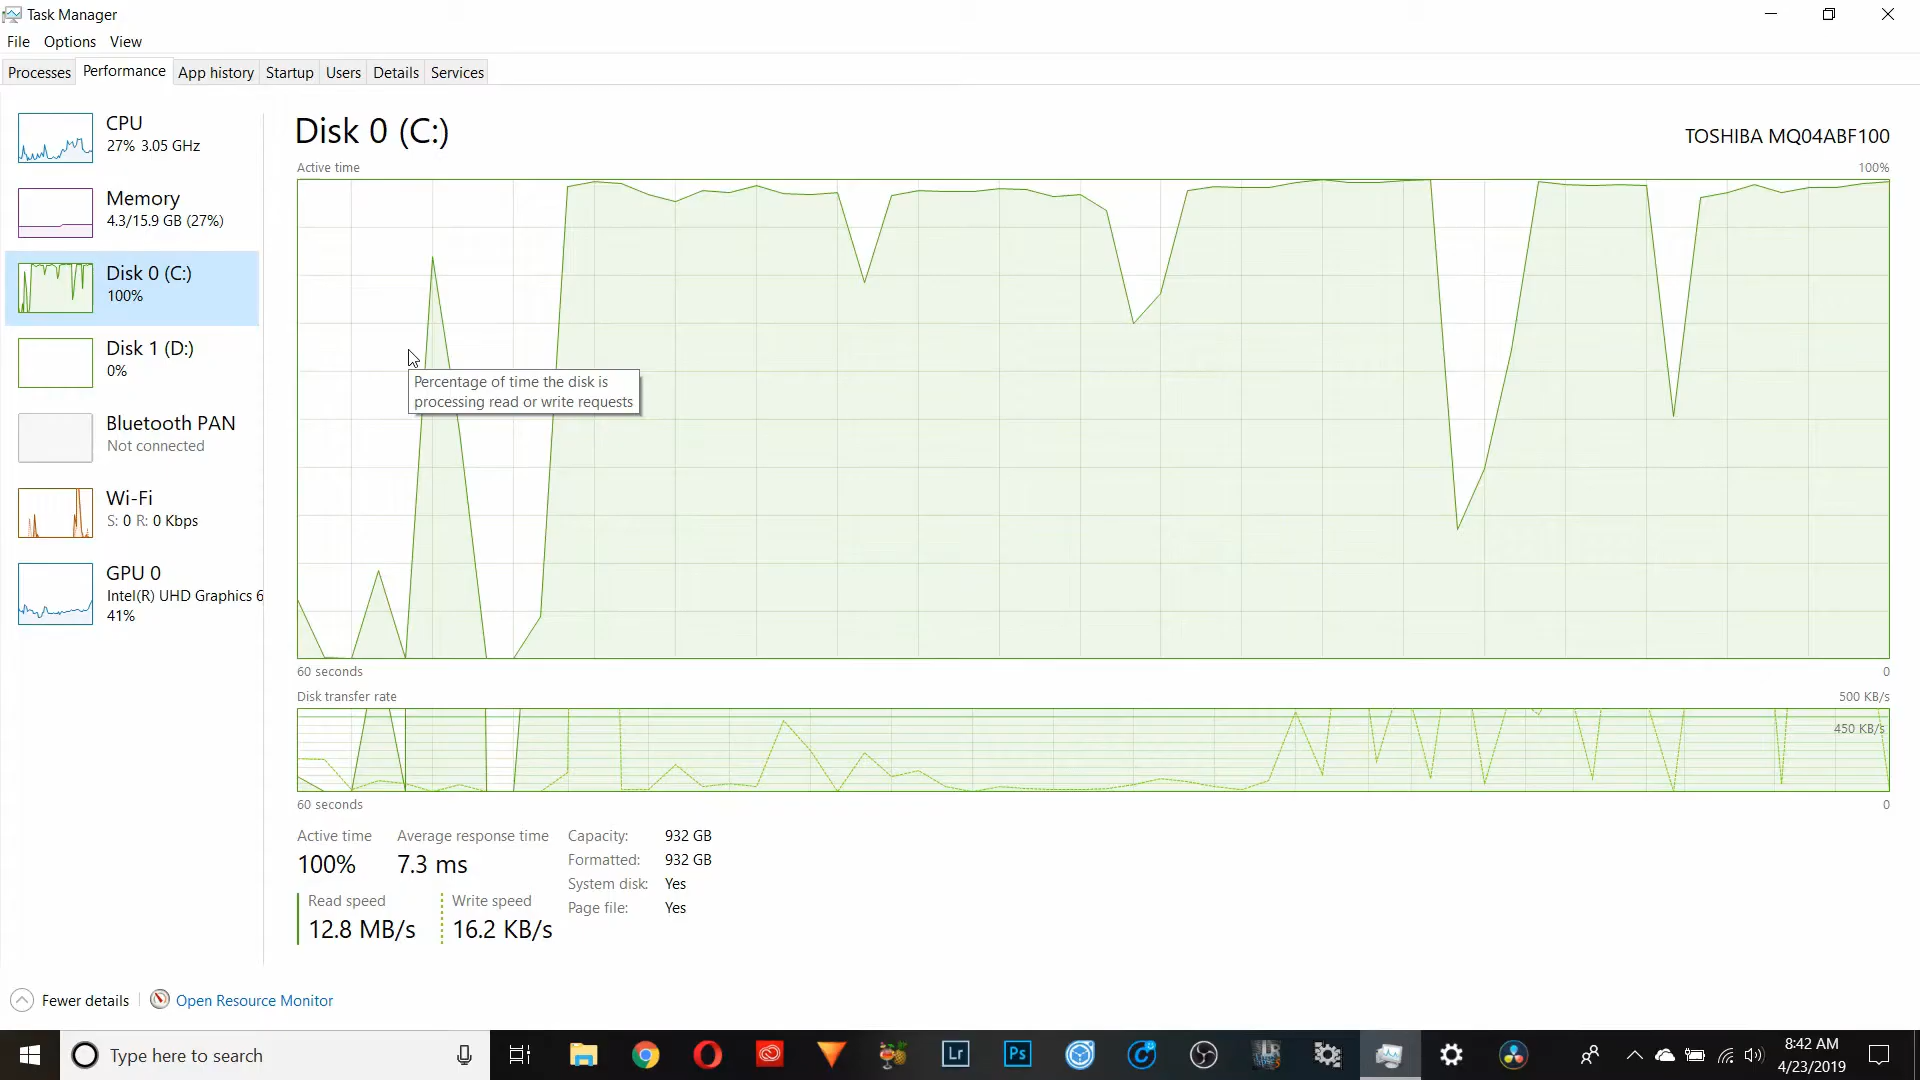 Task Manager
File Options View
Processes Performance App history Startup Users Details Services
CPU
27% 3.05 GHz
Memory
4.3/15.9 GB (27%)
Disk 0 (C:)
100%
Disk 1 (D:)
0%
Bluetooth PAN
Not connected
Wi-Fi
S: 0 R: 0 Kbps
GPU 0
Intel(R) UHD Graphics 6
41%
Disk 0 (C:) TOSHIBA MQ04ABF100
Active time 100%
Percentage of time the disk is
processing read or write requests
60 seconds 0
Disk transfer rate 500 KB/s
450 KB/s
60 seconds 0
Active time Average response time Capacity: 932 GB
100% 7.3 ms Formatted: 932 GB
System disk: Yes
Read speed Write speed Page file: Yes
12.8 MB/s 16.2 KB/s
Fewer details Open Resource Monitor
Type here to search Lr Ps
8:42 AM
4/23/2019